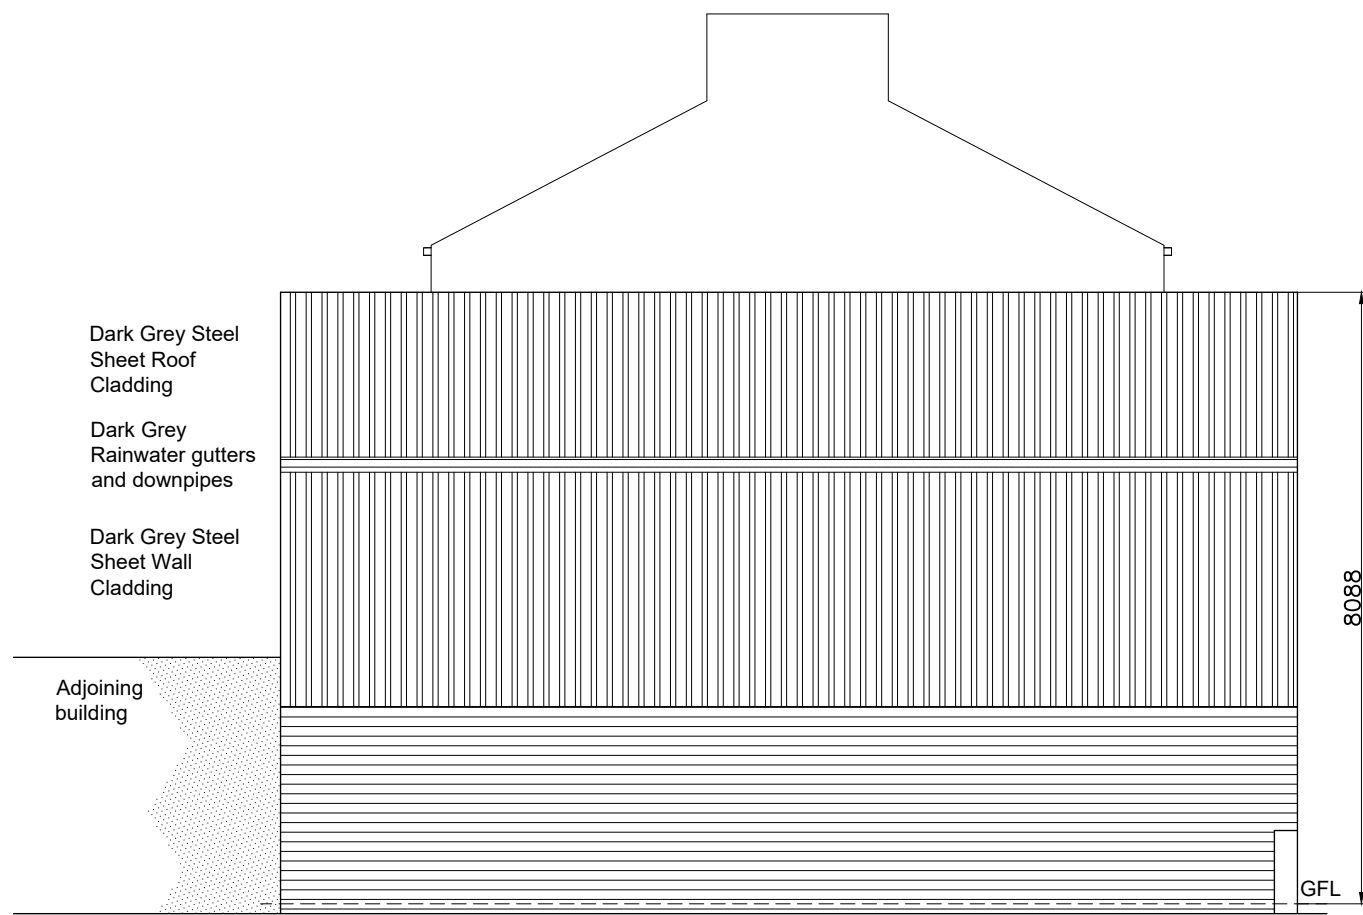 Dark Grey Steel
Sheet Roof
Cladding
Dark Grey
Rainwater gutters
and downpipes
Dark Grey Steel
Sheet Wall
Cladding
8088
Adjoining
building
GFL